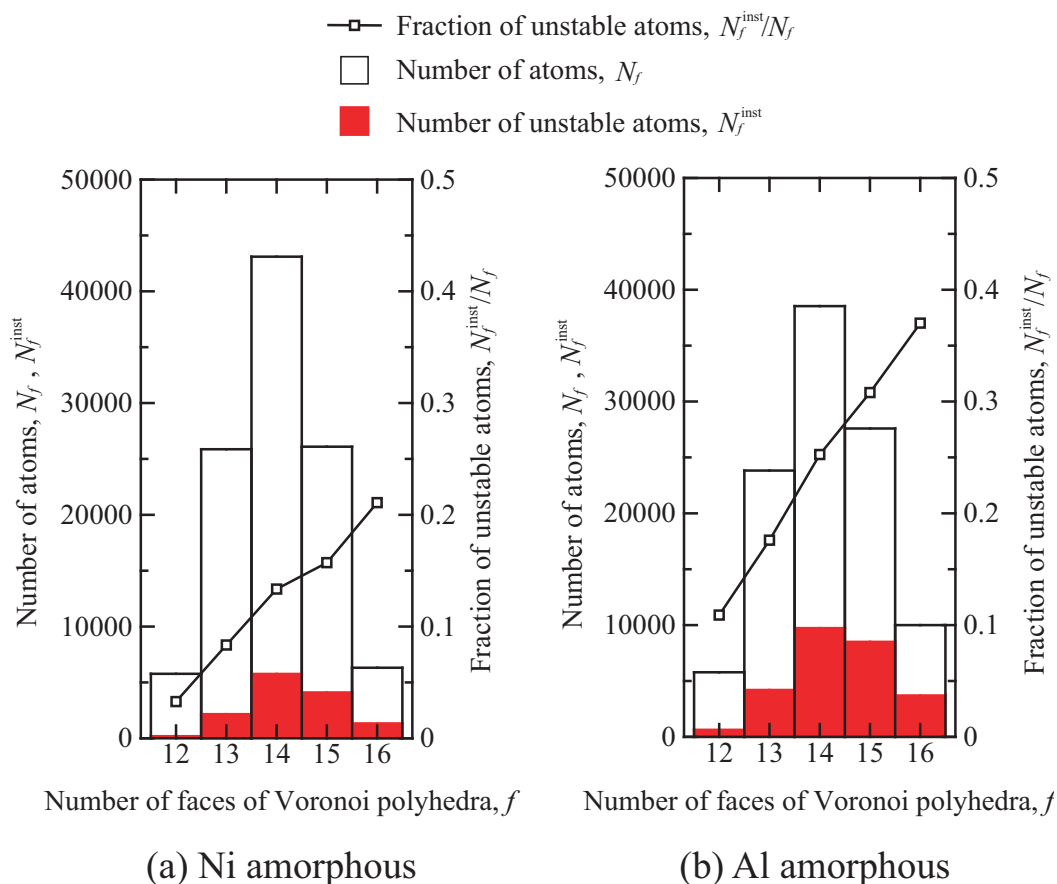 Fraction of unstable atoms, N_f^inst/N_f
Number of atoms, N_f
Number of unstable atoms, N_f^inst
50000
40000
30000
20000
10000
0
Number of atoms, N_f , N_f^inst
0.5
0.4
0.3
0.2
0.1
0
Fraction of unstable atoms, N_f^inst/N_f
12 13 14 15 16
Number of faces of Voronoi polyhedra, f
(a) Ni amorphous
50000
40000
30000
20000
10000
0
Number of atoms, N_f , N_f^inst
0.5
0.4
0.3
0.2
0.1
0
Fraction of unstable atoms, N_f^inst/N_f
12 13 14 15 16
Number of faces of Voronoi polyhedra, f
(b) Al amorphous